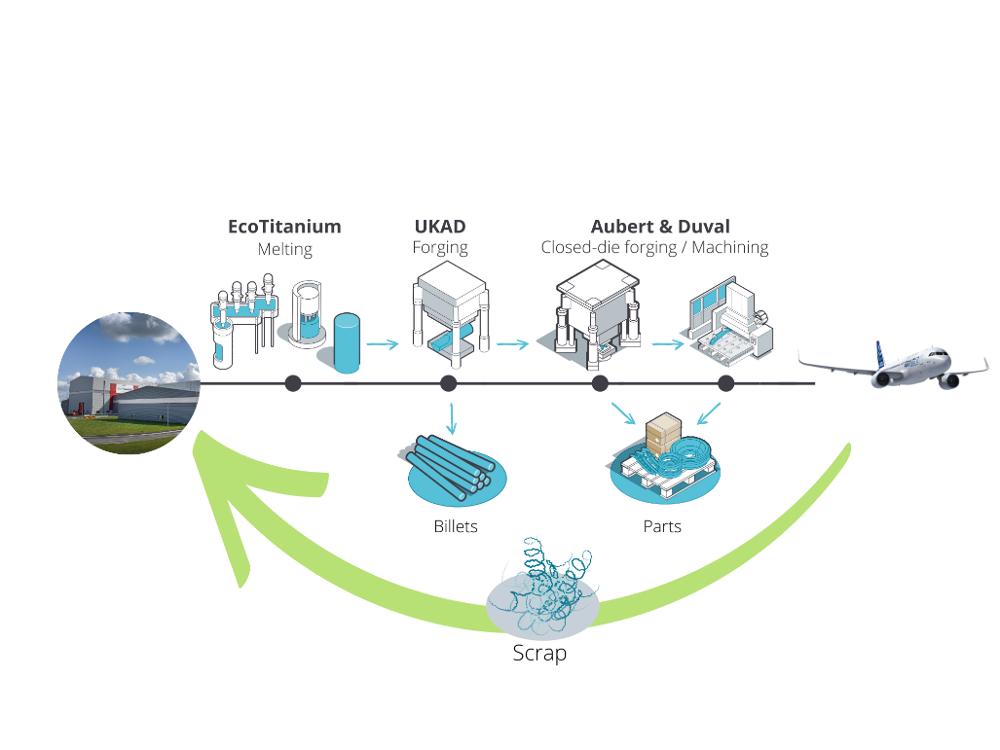 EcoTitanium
Melting
UKAD
Forging
Aubert & Duval
Closed-die forging / Machining
Billets
Parts
Scrap